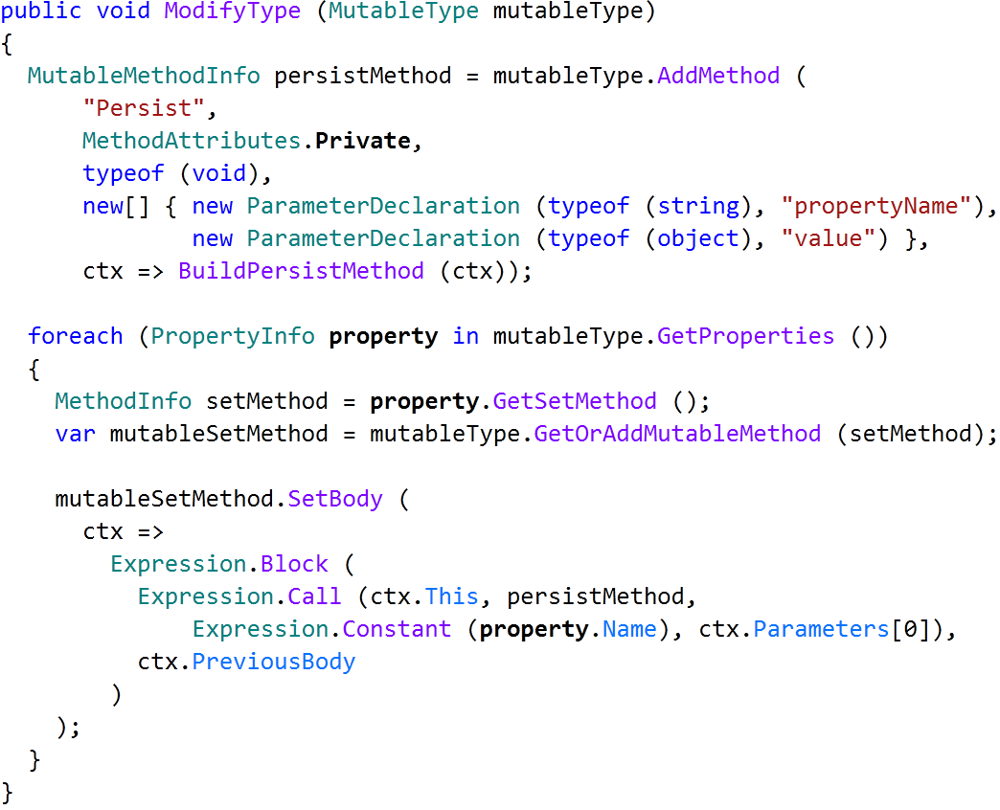 public void ModifyType (MutableType mutableType)
{
  MutableMethodInfo persistMethod = mutableType.AddMethod (
      "Persist",
      MethodAttributes.Private,
      typeof (void),
      new[] { new ParameterDeclaration (typeof (string), "propertyName"),
              new ParameterDeclaration (typeof (object), "value") },
      ctx => BuildPersistMethod (ctx));

  foreach (PropertyInfo property in mutableType.GetProperties ())
  {
    MethodInfo setMethod = property.GetSetMethod ();
    var mutableSetMethod = mutableType.GetOrAddMutableMethod (setMethod);

    mutableSetMethod.SetBody (
      ctx =>
        Expression.Block (
          Expression.Call (ctx.This, persistMethod,
              Expression.Constant (property.Name), ctx.Parameters[0]),
          ctx.PreviousBody
        )
    );
  }
}